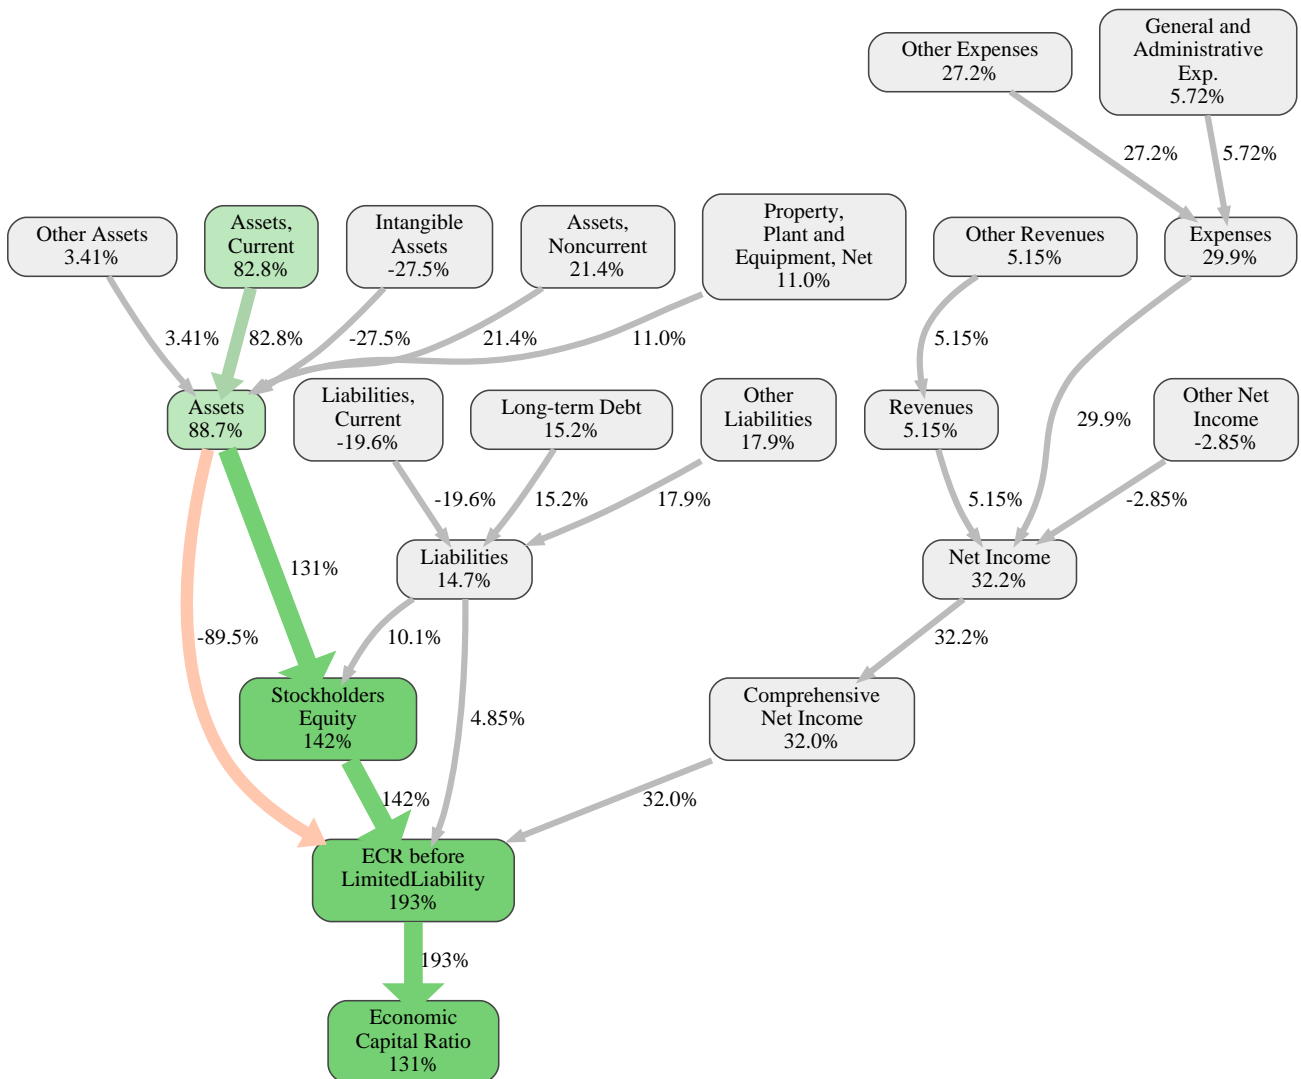 General and
Administrative
Exp.
5.72%
Other Expenses
27.2%
27.2%
5.72%
Other Assets
3.41%
Assets,
Current
82.8%
Intangible
Assets
-27.5%
Assets,
Noncurrent
21.4%
Property,
Plant and
Equipment, Net
11.0%
Other Revenues
5.15%
Expenses
29.9%
3.41%
82.8%
-27.5%
21.4%
11.0%
5.15%
29.9%
Assets
88.7%
Liabilities,
Current
-19.6%
Long-term Debt
15.2%
Other
Liabilities
17.9%
Revenues
5.15%
Other Net
Income
-2.85%
-19.6%
15.2%
17.9%
5.15%
-2.85%
131%
Liabilities
14.7%
Net Income
32.2%
-89.5%
10.1%
32.2%
Stockholders
Equity
142%
4.85%
Comprehensive
Net Income
32.0%
142%
32.0%
ECR before
LimitedLiability
193%
193%
Economic
Capital Ratio
131%